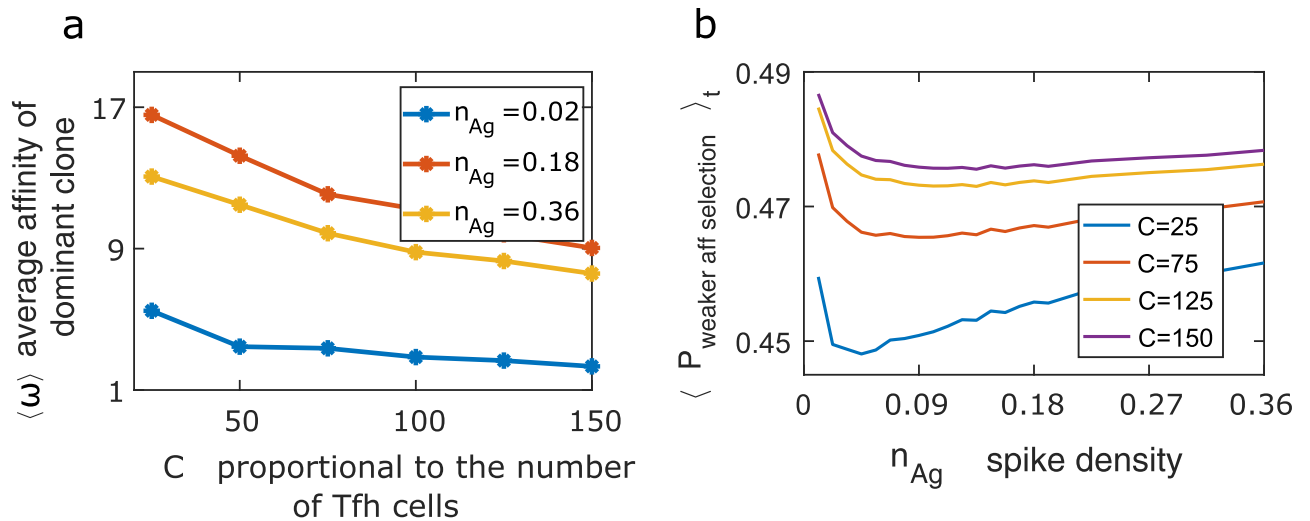 a
17
9
1
⟨ω⟩ average affinity of
dominant clone
n_Ag =0.02
n_Ag =0.18
n_Ag =0.36
50
100
150
C proportional to the number
of Tfh cells
b
0.49
0.47
0.45
⟨ P weaker aff selection ⟩t
C=25
C=75
C=125
C=150
0
0.09
0.18
0.27
0.36
n_Ag spike density